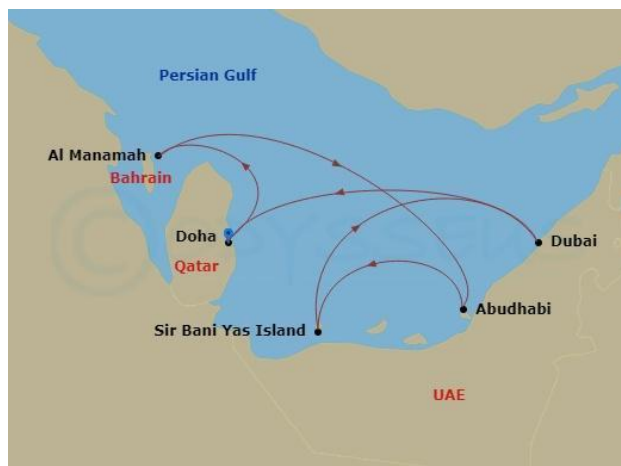 Persian Gulf
Al Manamah
Bahrain
Doha
Dubai
Qatar
Abudhabi
Sir Bani Yas Island
UAE